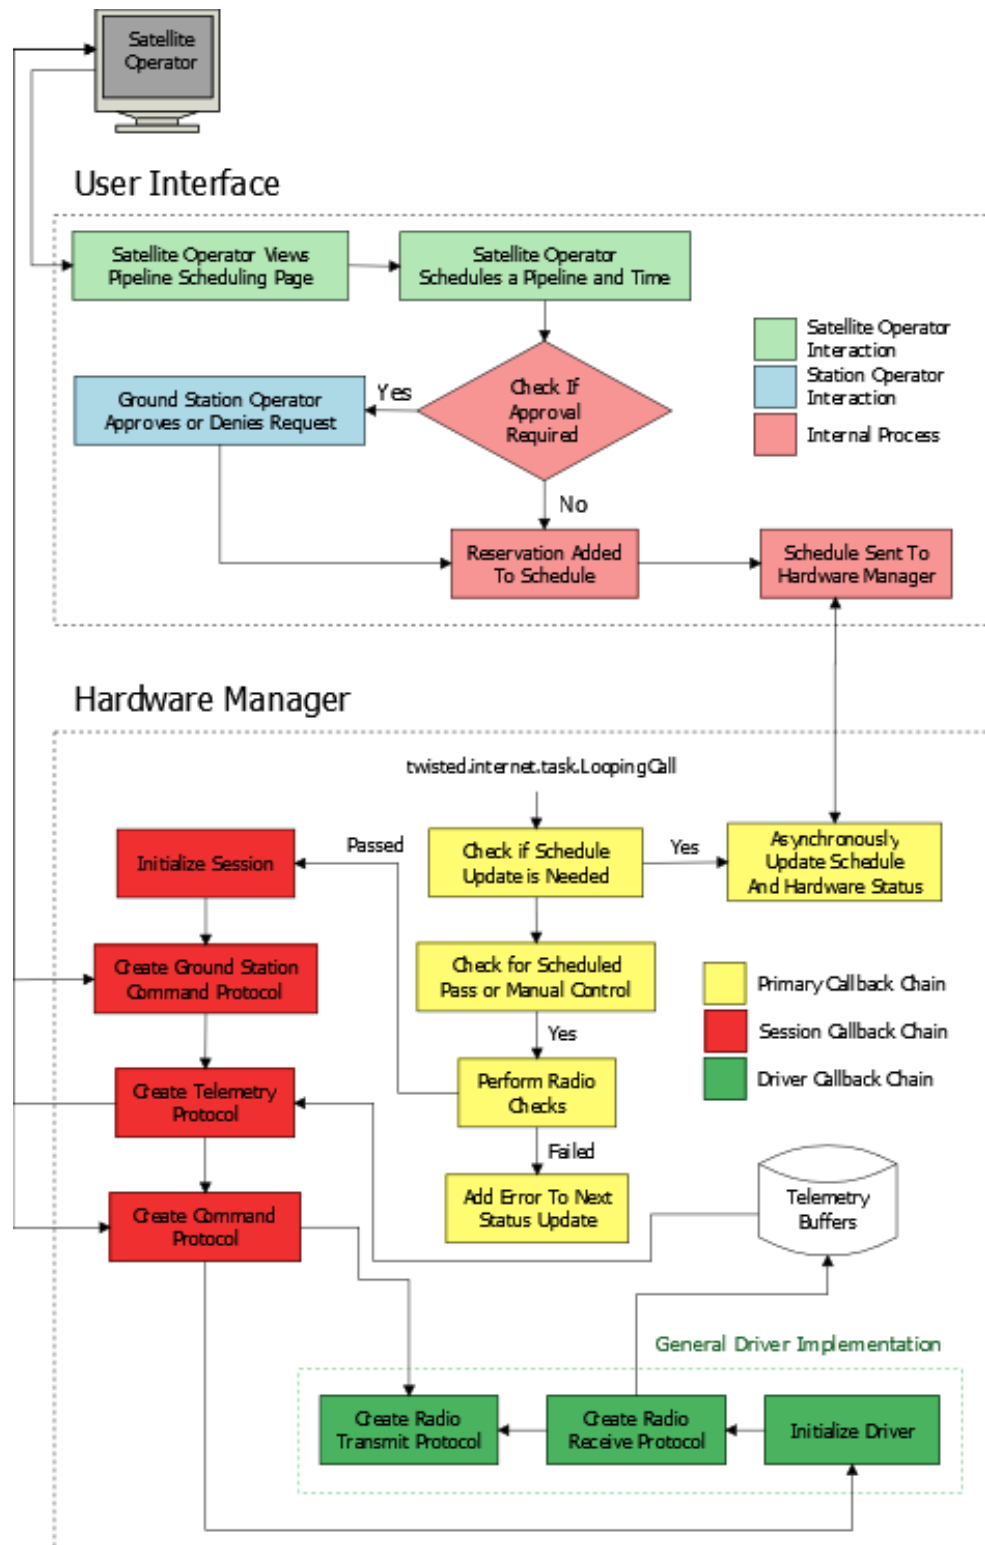 Satellite
Operator
User Interface
Satellite Operator Views
Pipeline Scheduling Page
Satellite Operator
Schedules a Pipeline and Time
Satellite Operator
Interaction
Station Operator
Interaction
Internal Process
Check If
Approval
Required
Yes
Ground Station Operator
Approves or Denies Request
No
Reservation Added
To Schedule
Schedule Sent To
Hardware Manager
Hardware Manager
twisted.internet.task.LoopingCall
Check if Schedule
Update is Needed
Yes
Asynchronously
Update Schedule
And Hardware Status
Passed
Initialize Session
Create Ground Station
Command Protocol
Check for Scheduled
Pass or Manual Control
Yes
Primary Callback Chain
Session Callback Chain
Driver Callback Chain
Create Telemetry
Protocol
Perform Radio
Checks
Failed
Create Command
Protocol
Add Error To Next
Status Update
Telemetry
Buffers
General Driver Implementation
Create Radio
Transmit Protocol
Create Radio
Receive Protocol
Initialize Driver